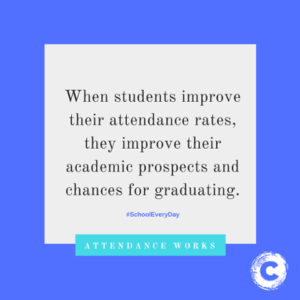 When students improve
their attendance rates,
they improve their
academic prospects and
chances for graduating.
#SchoolEveryDay
ATTENDANCE WORKS
C